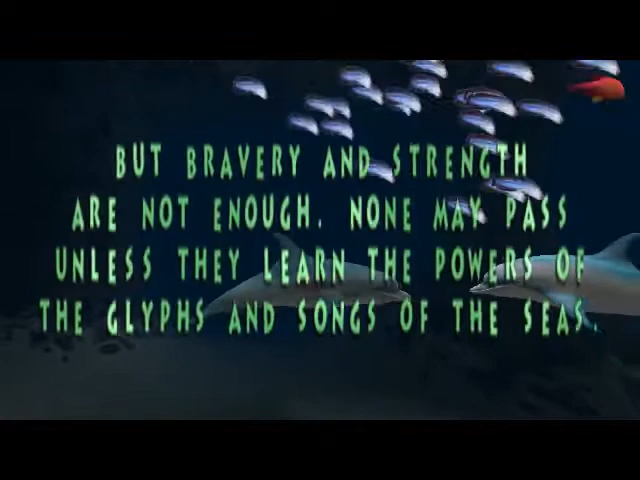 BUT BRAVERY AND STRENGTH
ARE NOT ENOUGH. NONE MAY PASS
UNLESS THEY LEARN THE POWERS OF
THE GLYPHS AND SONGS OF THE SEAS.